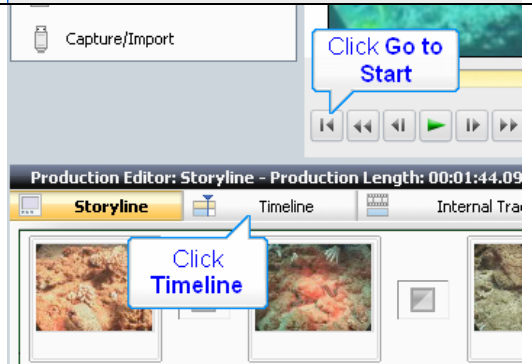 Capture/Import
Click Go to
Start
Production Editor: Storyline - Production Length: 00:01:44.09
Storyline
Timeline
Internal Tra
Click
Timeline